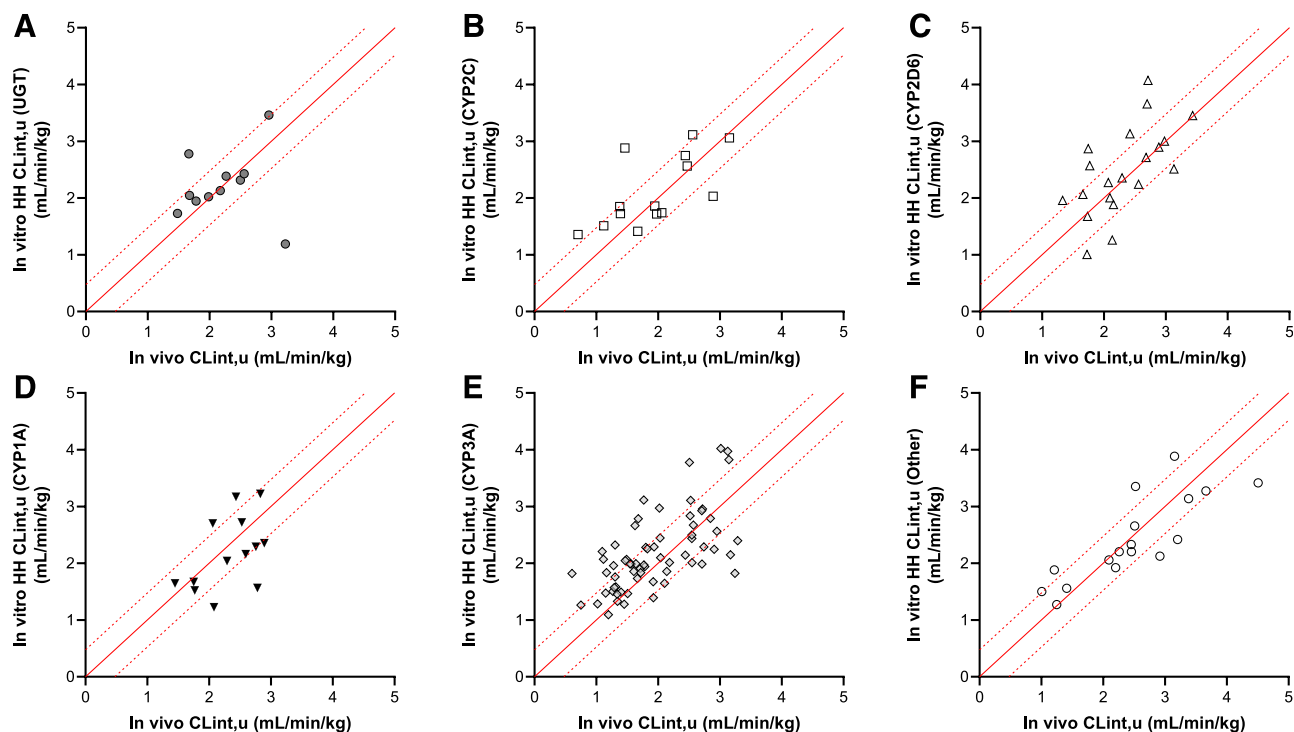 A
In vitro HH CLint,u (UGT)
(mL/min/kg)
5
4
3
2
1
0
0 1 2 3 4 5
In vivo CLint,u (mL/min/kg)
B
In vitro HH CLint,u (CYP2C)
(mL/min/kg)
5
4
3
2
1
0
0 1 2 3 4 5
In vivo CLint,u (mL/min/kg)
C
In vitro HH CLint,u (CYP2D6)
(mL/min/kg)
5
4
3
2
1
0
0 1 2 3 4 5
In vivo CLint,u (mL/min/kg)
D
In vitro HH CLint,u (CYP1A)
(mL/min/kg)
5
4
3
2
1
0
0 1 2 3 4 5
In vivo CLint,u (mL/min/kg)
E
In vitro HH CLint,u (CYP3A)
(mL/min/kg)
5
4
3
2
1
0
0 1 2 3 4 5
In vivo CLint,u (mL/min/kg)
F
In vitro HH CLint,u (Other)
(mL/min/kg)
5
4
3
2
1
0
0 1 2 3 4 5
In vivo CLint,u (mL/min/kg)